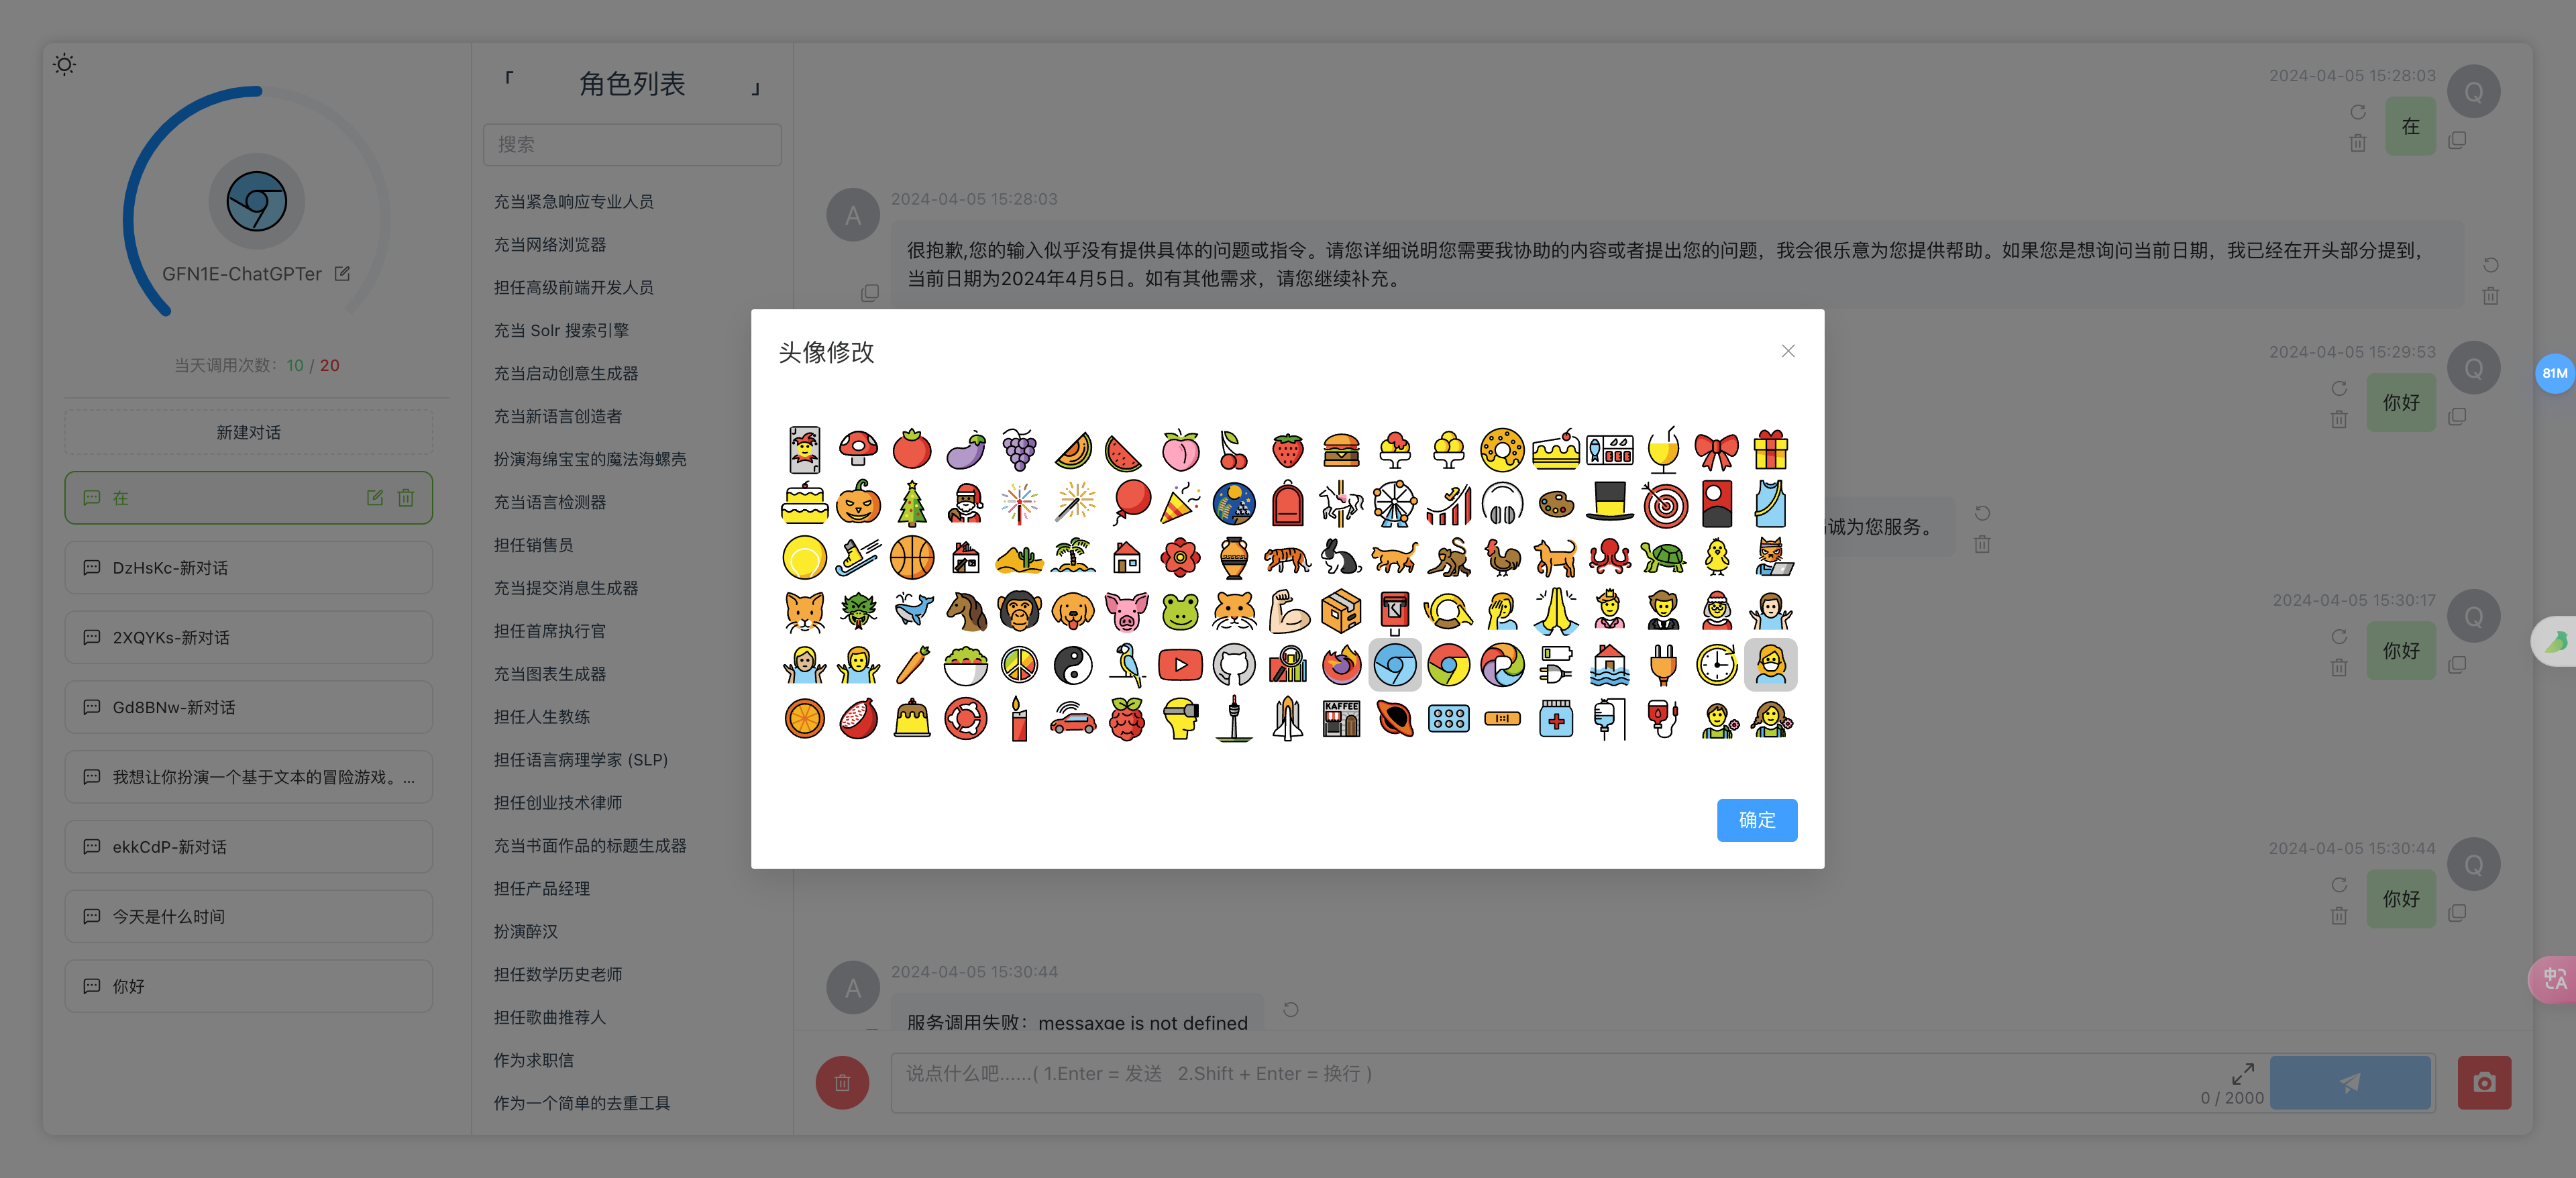 GFN1E-ChatGPTer
当天调用次数：10 / 20
新建对话
在
DzHsKc-新对话
2XQYKs-新对话
Gd8BNw-新对话
我想让你扮演一个基于文本的冒险游戏。...
ekkCdP-新对话
今天是什么时间
你好
「 角色列表 」
搜索
充当紧急响应专业人员
充当网络浏览器
担任高级前端开发人员
充当 Solr 搜索引擎
充当启动创意生成器
充当新语言创造者
扮演海绵宝宝的魔法海螺壳
充当语言检测器
担任销售员
充当提交消息生成器
担任首席执行官
充当图表生成器
担任人生教练
担任语言病理学家 (SLP)
担任创业技术律师
充当书面作品的标题生成器
担任产品经理
扮演醉汉
担任数学历史老师
担任歌曲推荐人
作为求职信
作为一个简单的去重工具
2024-04-05 15:28:03
Q
在
A
2024-04-05 15:28:03
很抱歉,您的输入似乎没有提供具体的问题或指令。请您详细说明您需要我协助的内容或者提出您的问题，我会很乐意为您提供帮助。如果您是想询问当前日期，我已经在开头部分提到，
当前日期为2024年4月5日。如有其他需求，请您继续补充。
2024-04-05 15:29:53
Q
你好
诚为您服务。
2024-04-05 15:30:17
Q
你好
2024-04-05 15:30:44
Q
你好
A
2024-04-05 15:30:44
服务调用失败：messaxge is not defined
说点什么吧......( 1.Enter = 发送 2.Shift + Enter = 换行 )
0 / 2000
头像修改
KAFFEE
确定
81M
中A